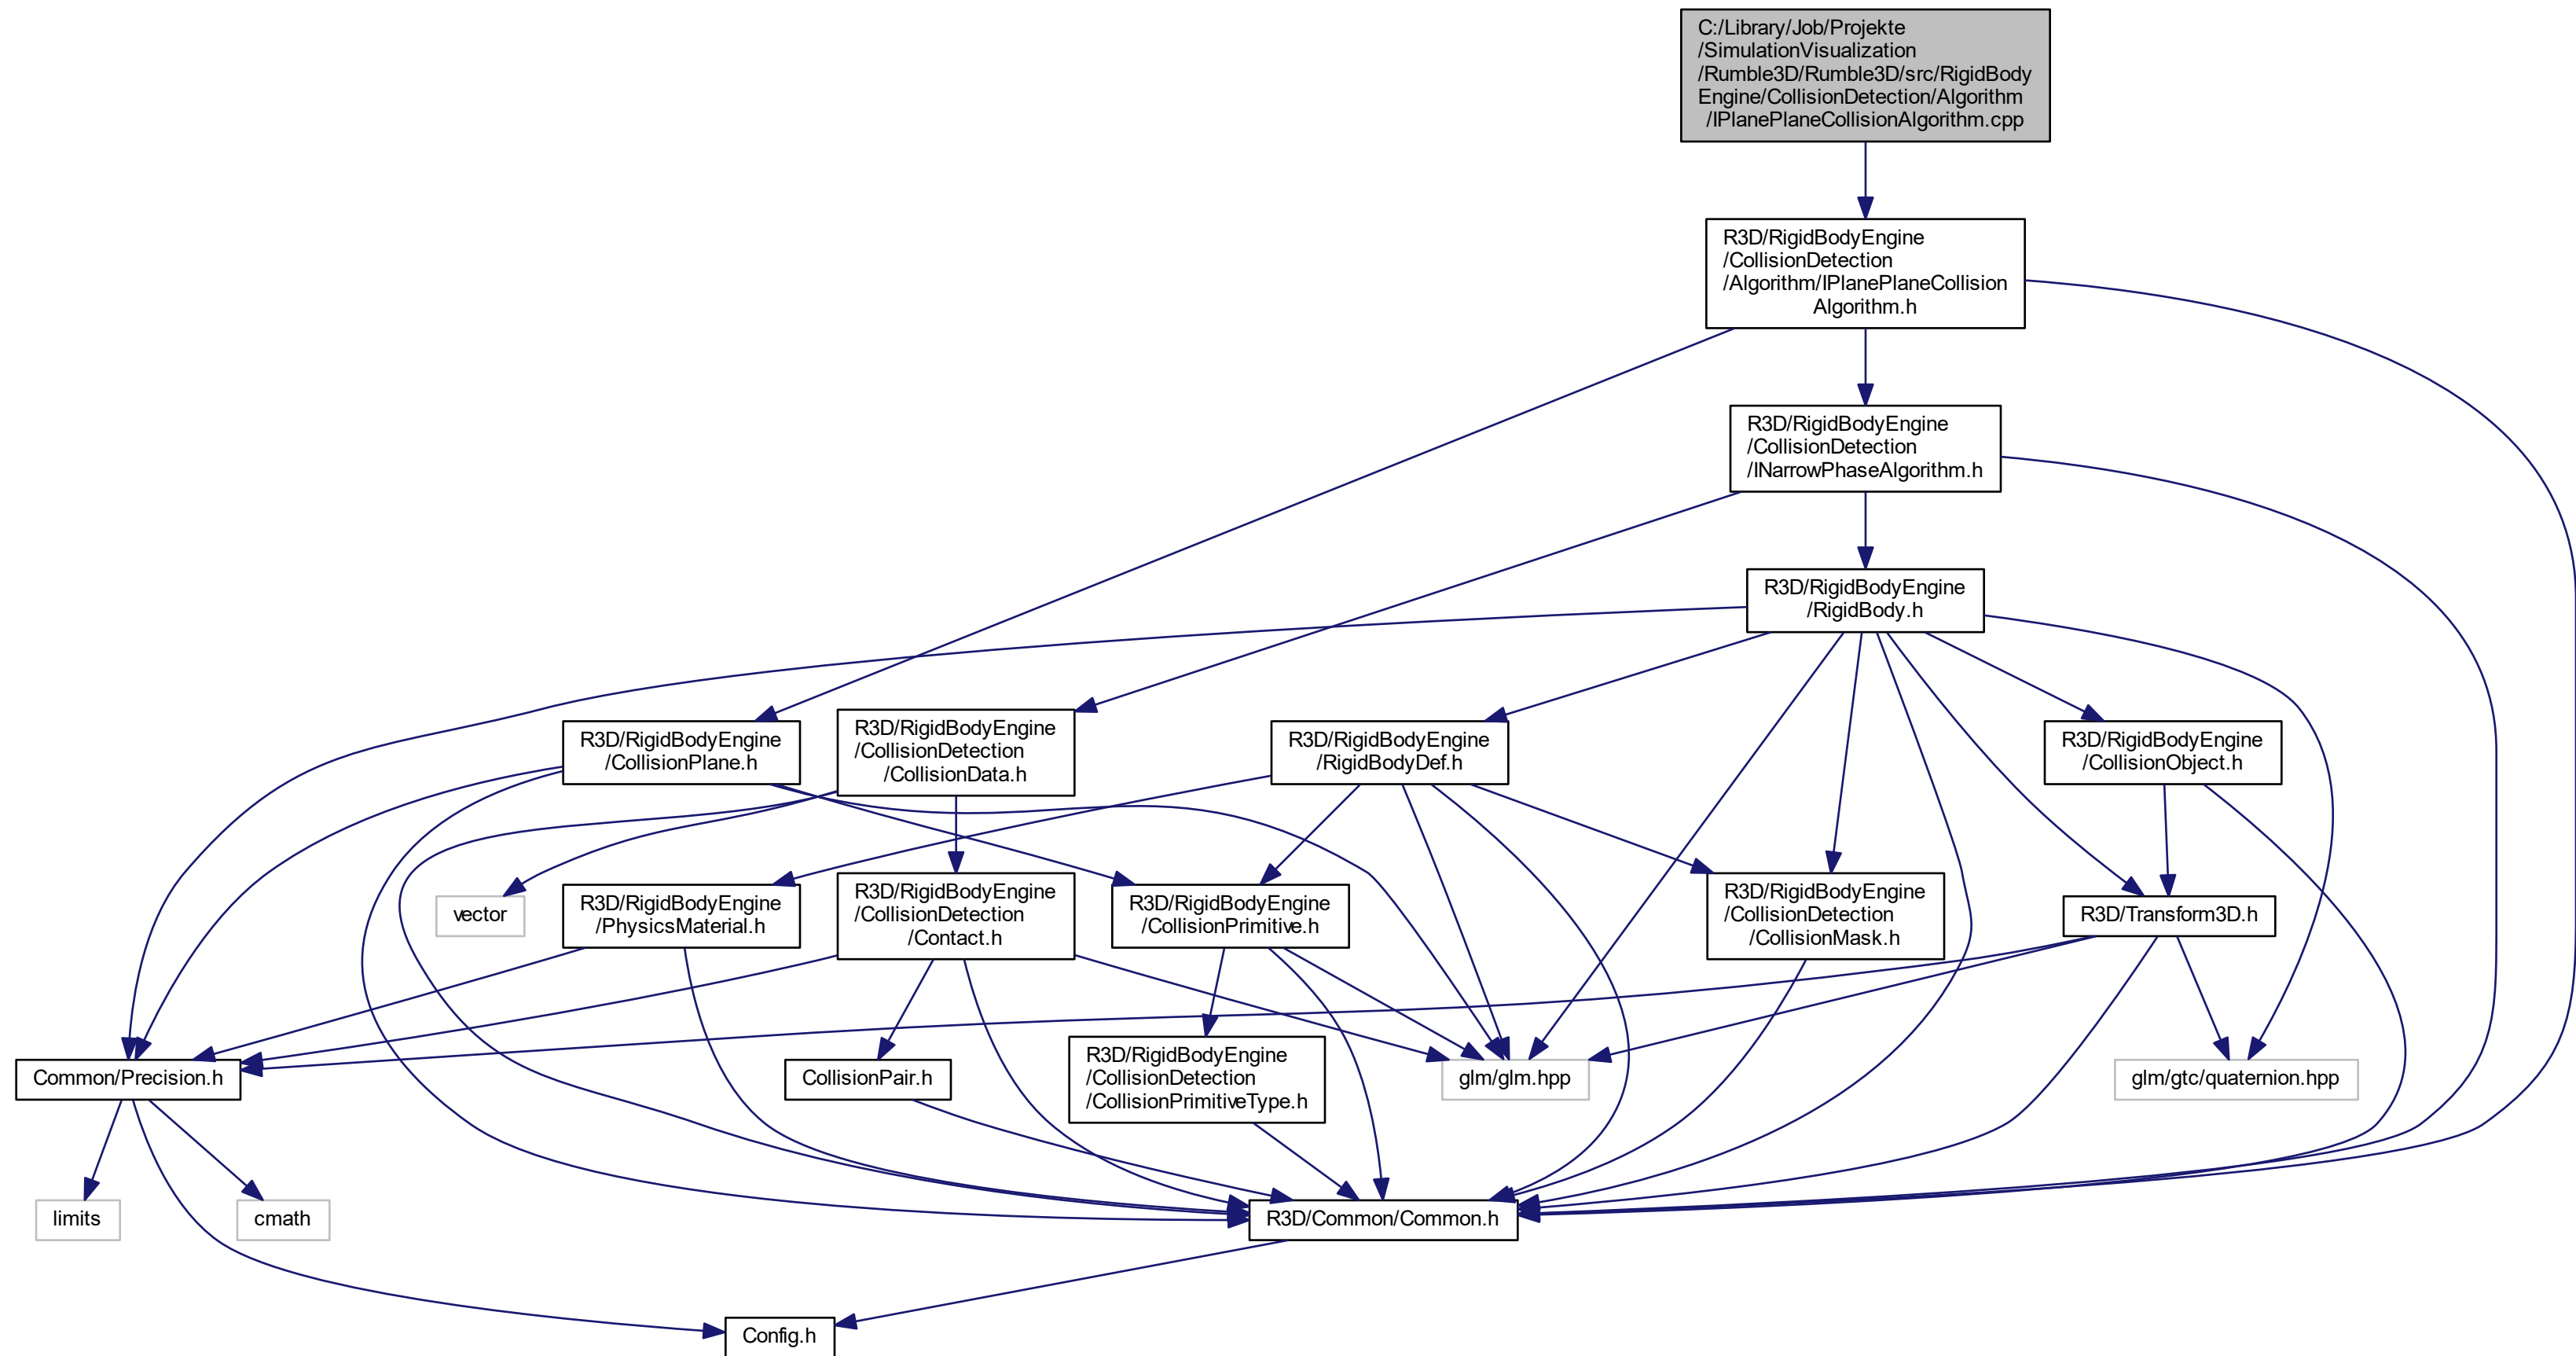 C:/Library/Job/Projekte
/SimulationVisualization
/Rumble3D/Rumble3D/src/RigidBody
Engine/CollisionDetection/Algorithm
/IPlanePlaneCollisionAlgorithm.cpp
R3D/RigidBodyEngine
/CollisionDetection
/Algorithm/IPlanePlaneCollision
Algorithm.h
R3D/RigidBodyEngine
/CollisionDetection
/INarrowPhaseAlgorithm.h
R3D/RigidBodyEngine
/RigidBody.h
R3D/RigidBodyEngine
/CollisionPlane.h
R3D/RigidBodyEngine
/CollisionDetection
/CollisionData.h
R3D/RigidBodyEngine
/RigidBodyDef.h
R3D/RigidBodyEngine
/CollisionObject.h
vector
R3D/RigidBodyEngine
/PhysicsMaterial.h
R3D/RigidBodyEngine
/CollisionDetection
/Contact.h
R3D/RigidBodyEngine
/CollisionPrimitive.h
R3D/RigidBodyEngine
/CollisionDetection
/CollisionMask.h
R3D/Transform3D.h
Common/Precision.h
CollisionPair.h
R3D/RigidBodyEngine
/CollisionDetection
/CollisionPrimitiveType.h
glm/glm.hpp
glm/gtc/quaternion.hpp
limits
cmath
R3D/Common/Common.h
Config.h